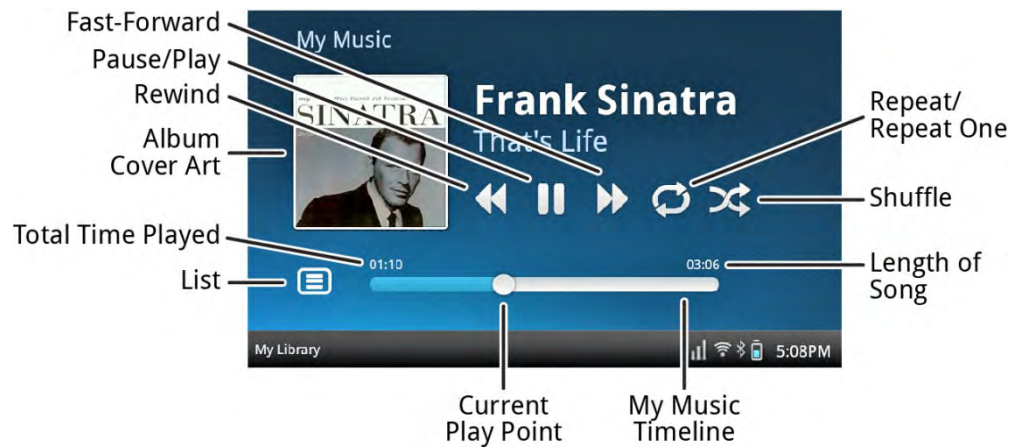 Fast-Forward
Pause/Play
Rewind
Album
Cover Art
Total Time Played
List
My Music
SINATRA
Frank Sinatra
That's Life
Repeat/
Repeat One
Shuffle
01:10
03:06
Length of
Song
My Library
5:08PM
Current
Play Point
My Music
Timeline